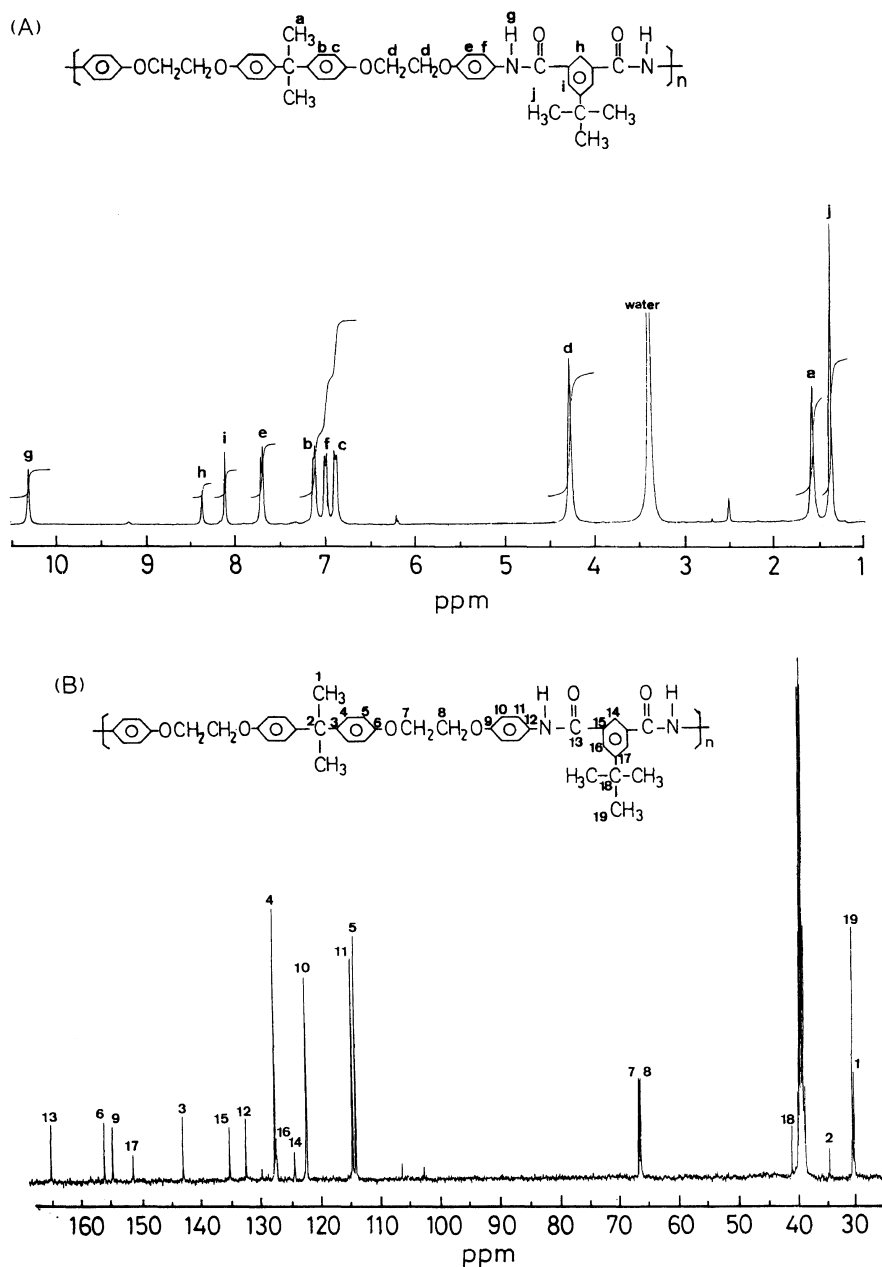 (A)
a
CH₃
g
H
O
O
H
b c
d
d
e f
h
OCH₂CH₂O
C
OCH₂CH₂O
N
C
C
N
n
CH₃
j
i
H₃C
C
CH₃
CH₃
g
h
i
e
b
f
c
d
water
a
j
10
9
8
7
6
5
4
3
2
1
ppm
(B)
1
CH₃
H
O
O
H
4
5
7
8
10
11
14
OCH₂CH₂O
2
C
3
6
OCH₂CH₂O
9
12
N
C
15
C
N
n
13
16
17
CH₃
H₃C
C
CH₃
18
19
CH₃
4
5
19
11
10
7
8
1
13
6
9
17
3
15
12
16
14
18
2
160
150
140
130
120
110
100
90
80
70
60
50
40
30
ppm